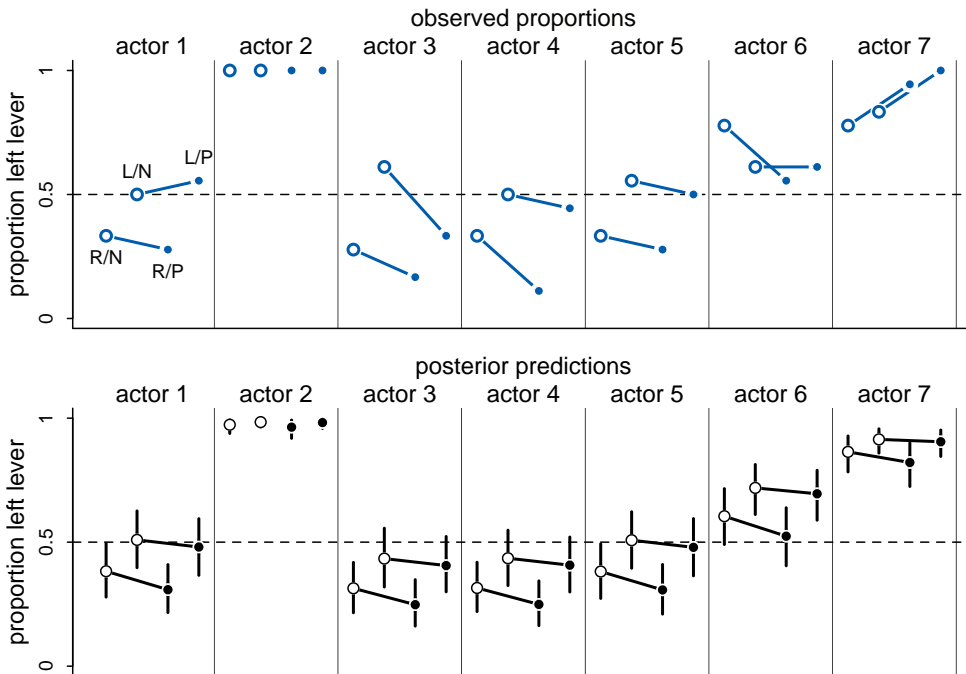 observed proportions
actor 1 actor 2 actor 3 actor 4 actor 5 actor 6 actor 7
proportion left lever
1
0.5
0
L/N
L/P
R/N
R/P
posterior predictions
actor 1 actor 2 actor 3 actor 4 actor 5 actor 6 actor 7
proportion left lever
1
0.5
0